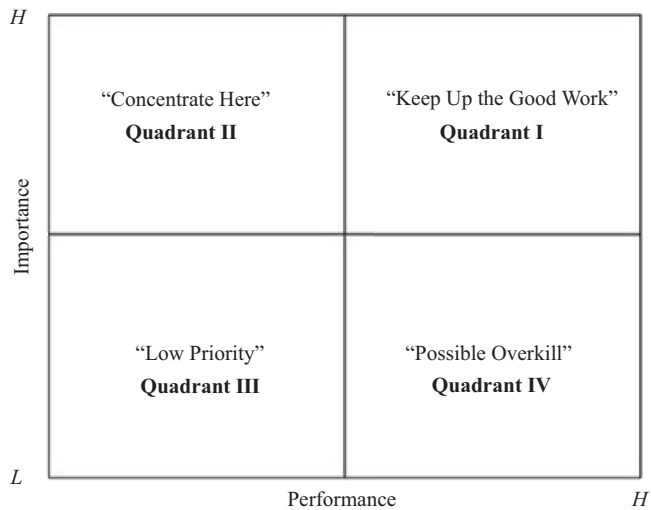 H
“Concentrate Here”
Quadrant II
“Keep Up the Good Work”
Quadrant I
Importance
“Low Priority”
Quadrant III
“Possible Overkill”
Quadrant IV
L
Performance
H